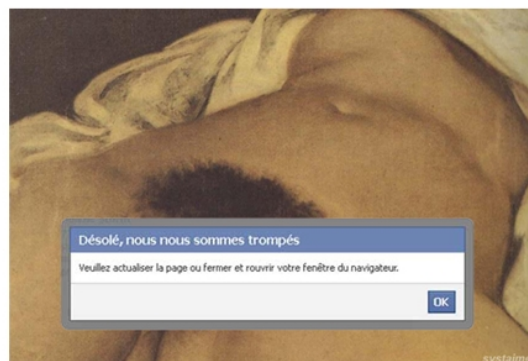 Désolé, nous nous sommes trompés
Veuillez actualiser la page ou fermer et rouvrir votre fenêtre du navigateur.
OK